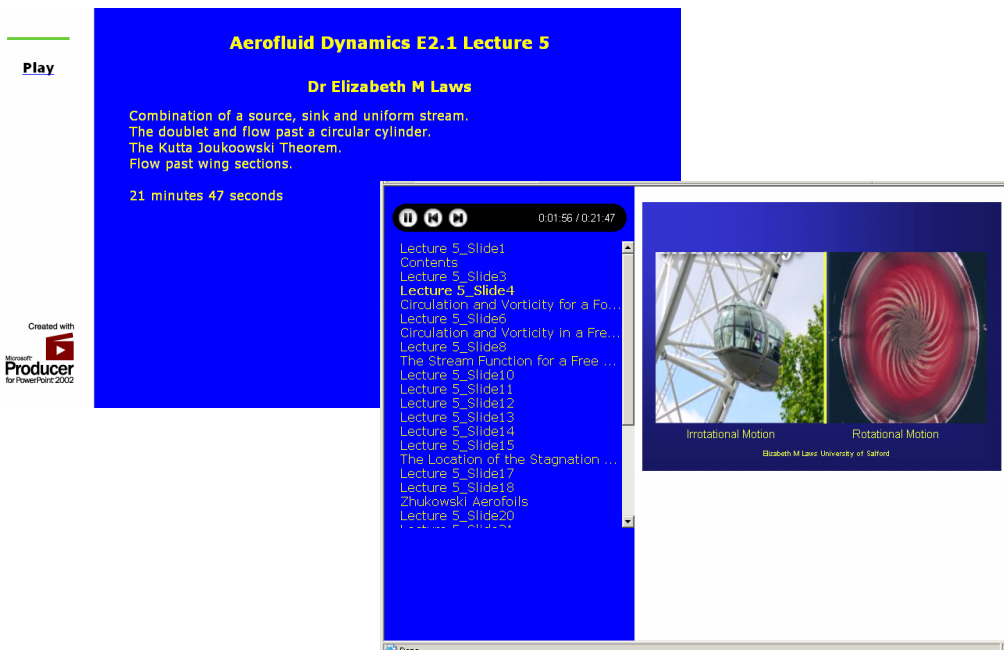 Play
Aerofluid Dynamics E2.1 Lecture 5
Dr Elizabeth M Laws
Combination of a source, sink and uniform stream.
The doublet and flow past a circular cylinder.
The Kutta Joukoowski Theorem.
Flow past wing sections.
21 minutes 47 seconds
Created with
Microsoft
Producer
for PowerPoint 2002
0:01:56 / 0:21:47
Lecture 5_Slide1
Contents
Lecture 5_Slide3
Lecture 5_Slide4
Circulation and Vorticity for a Fo...
Lecture 5_Slide6
Circulation and Vorticity in a Fre...
Lecture 5_Slide8
The Stream Function for a Free ...
Lecture 5_Slide10
Lecture 5_Slide11
Lecture 5_Slide12
Lecture 5_Slide13
Lecture 5_Slide14
Lecture 5_Slide15
The Location of the Stagnation ...
Lecture 5_Slide17
Lecture 5_Slide18
Zhukowski Aerofoils
Lecture 5_Slide20
Lecture 5_Slide21
Irrotational Motion
Rotational Motion
Elizabeth M Laws University of Salford
Done